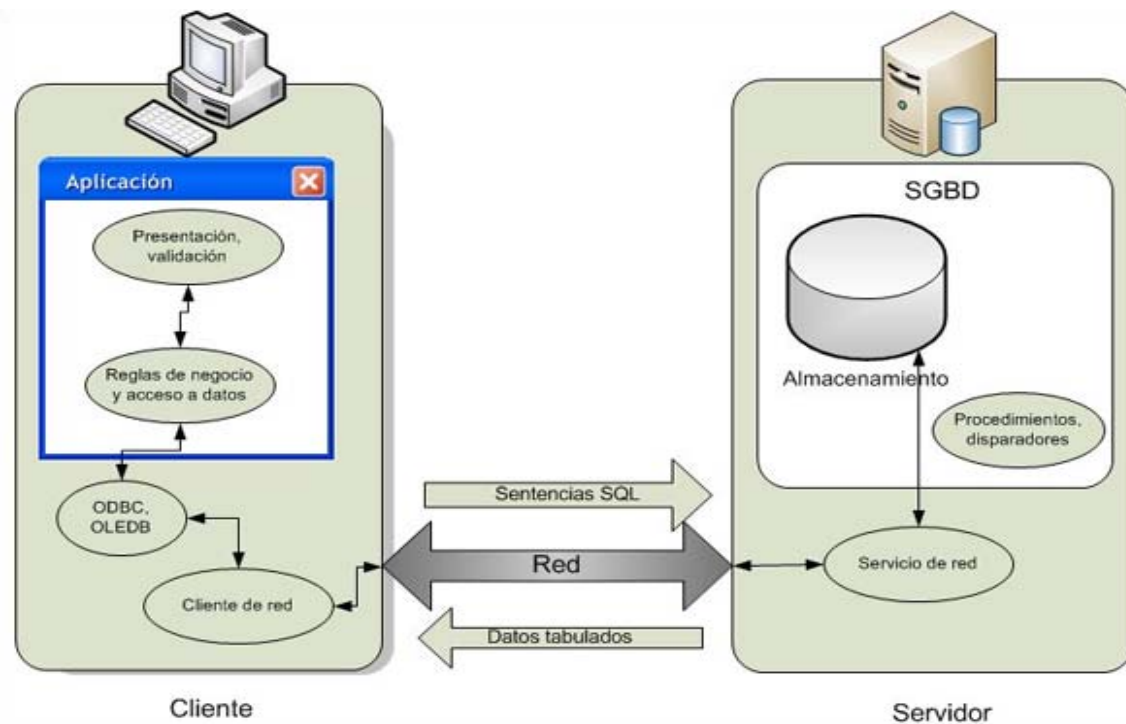 Aplicación
Presentación,
validación
Reglas de negocio
y acceso a datos
ODBC,
OLEDB
Cliente de red
Cliente
Sentencias SQL
Red
Datos tabulados
SGBD
Almacenamiento
Procedimientos,
disparadores
Servicio de red
Servidor